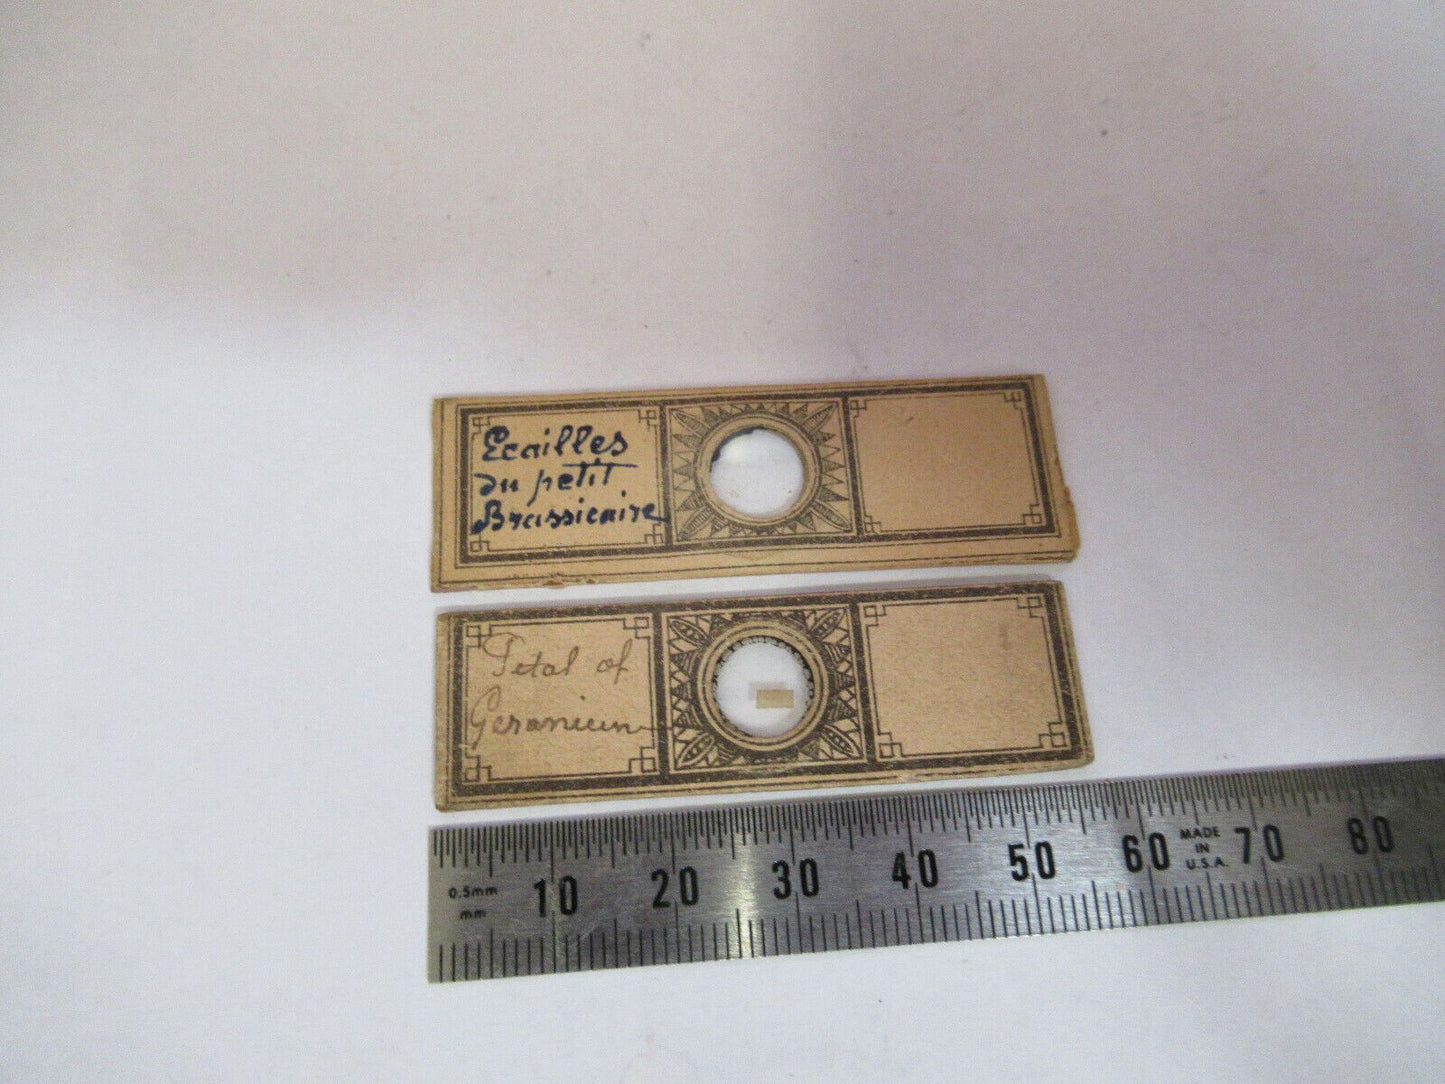 Ecailles
du petit
Brassicaire
Petal of
Geranium
0.5mm
mm
10 20 30 40 50 60 MADE IN U.S.A. 70 80